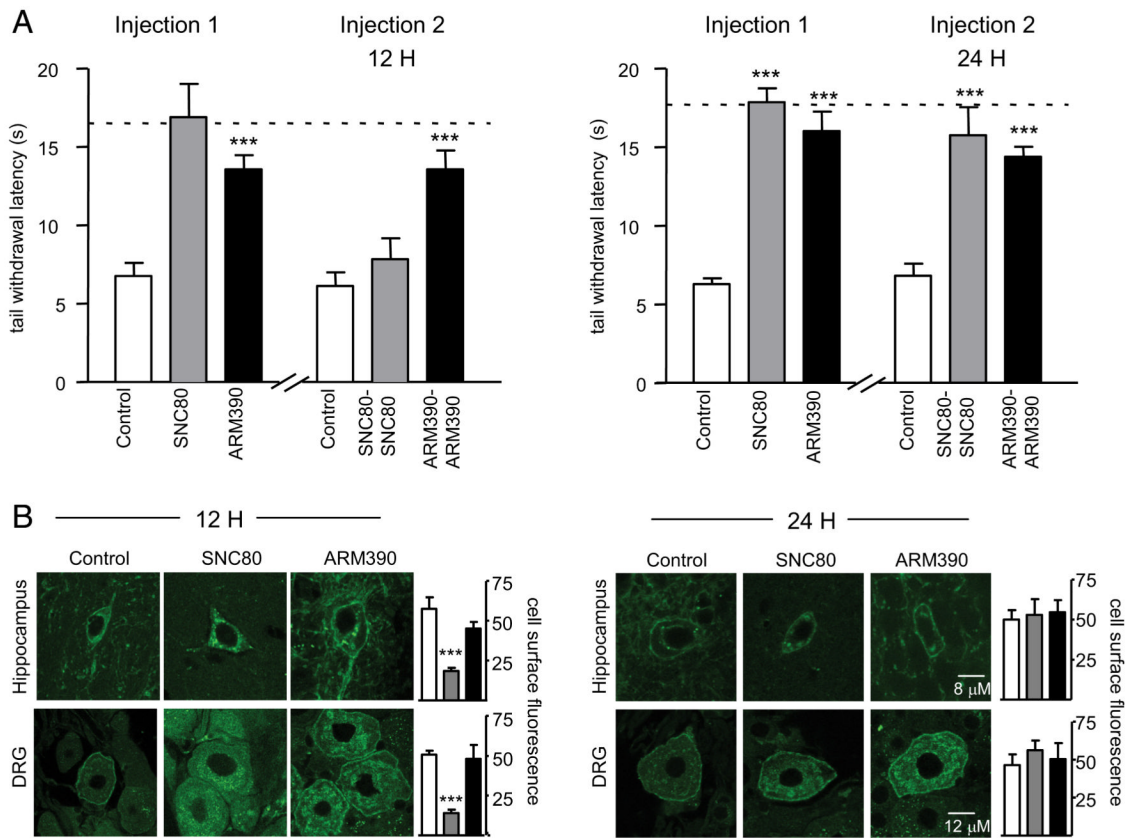 A
Injection 1
Injection 2
12 H
tail withdrawal latency (s)
20
15
10
5
0
***
***
Control
SNC80
ARM390
Control
SNC80-
SNC80
ARM390-
ARM390
Injection 1
Injection 2
24 H
tail withdrawal latency (s)
20
15
10
5
0
***
***
***
***
Control
SNC80
ARM390
Control
SNC80-
SNC80
ARM390-
ARM390
B
12 H
Control
SNC80
ARM390
Hippocampus
DRG
75
50
25
***
75
50
25
***
cell surface fluorescence
24 H
Control
SNC80
ARM390
Hippocampus
DRG
8 μM
12 μM
75
50
25
75
50
25
cell surface fluorescence